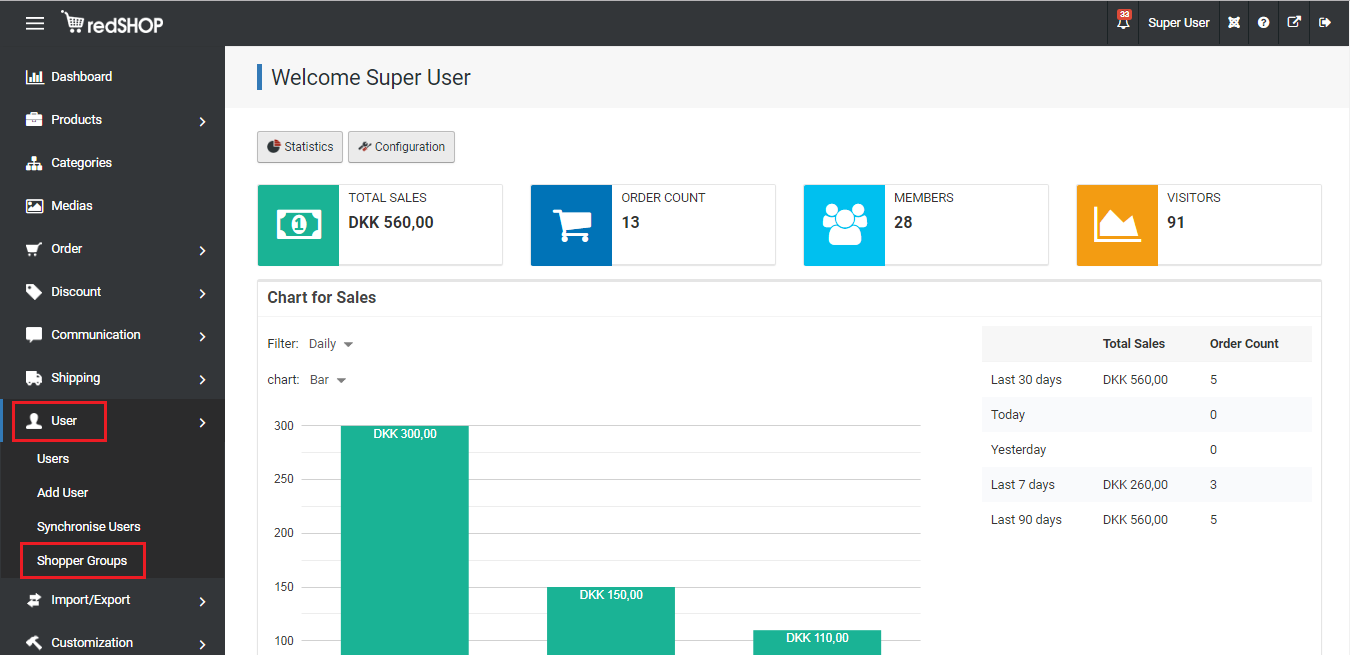 redSHOP
33
Super User
Dashboard
Products
Categories
Medias
Order
Discount
Communication
Shipping
User
Users
Add User
Synchronise Users
Shopper Groups
Import/Export
Customization
Welcome Super User
Statistics
Configuration
1
TOTAL SALES
DKK 560,00
ORDER COUNT
13
MEMBERS
28
VISITORS
91
Chart for Sales
Filter: Daily
chart: Bar
300
250
200
150
100
DKK 300,00
DKK 150,00
DKK 110,00
Total Sales Order Count
Last 30 days DKK 560,00 5
Today 0
Yesterday 0
Last 7 days DKK 260,00 3
Last 90 days DKK 560,00 5